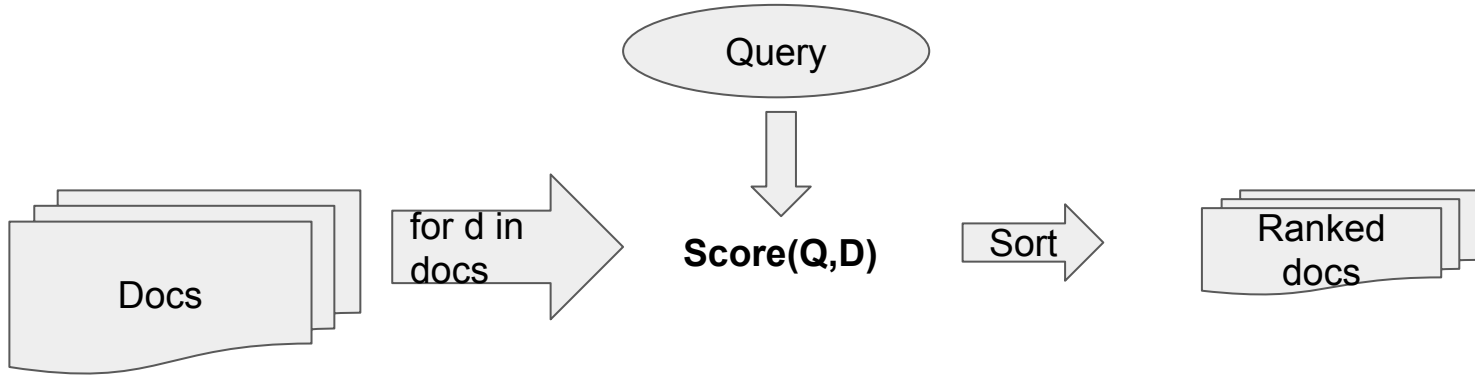 Query
for d in
docs
Docs
Score(Q,D)
Sort
Ranked
docs